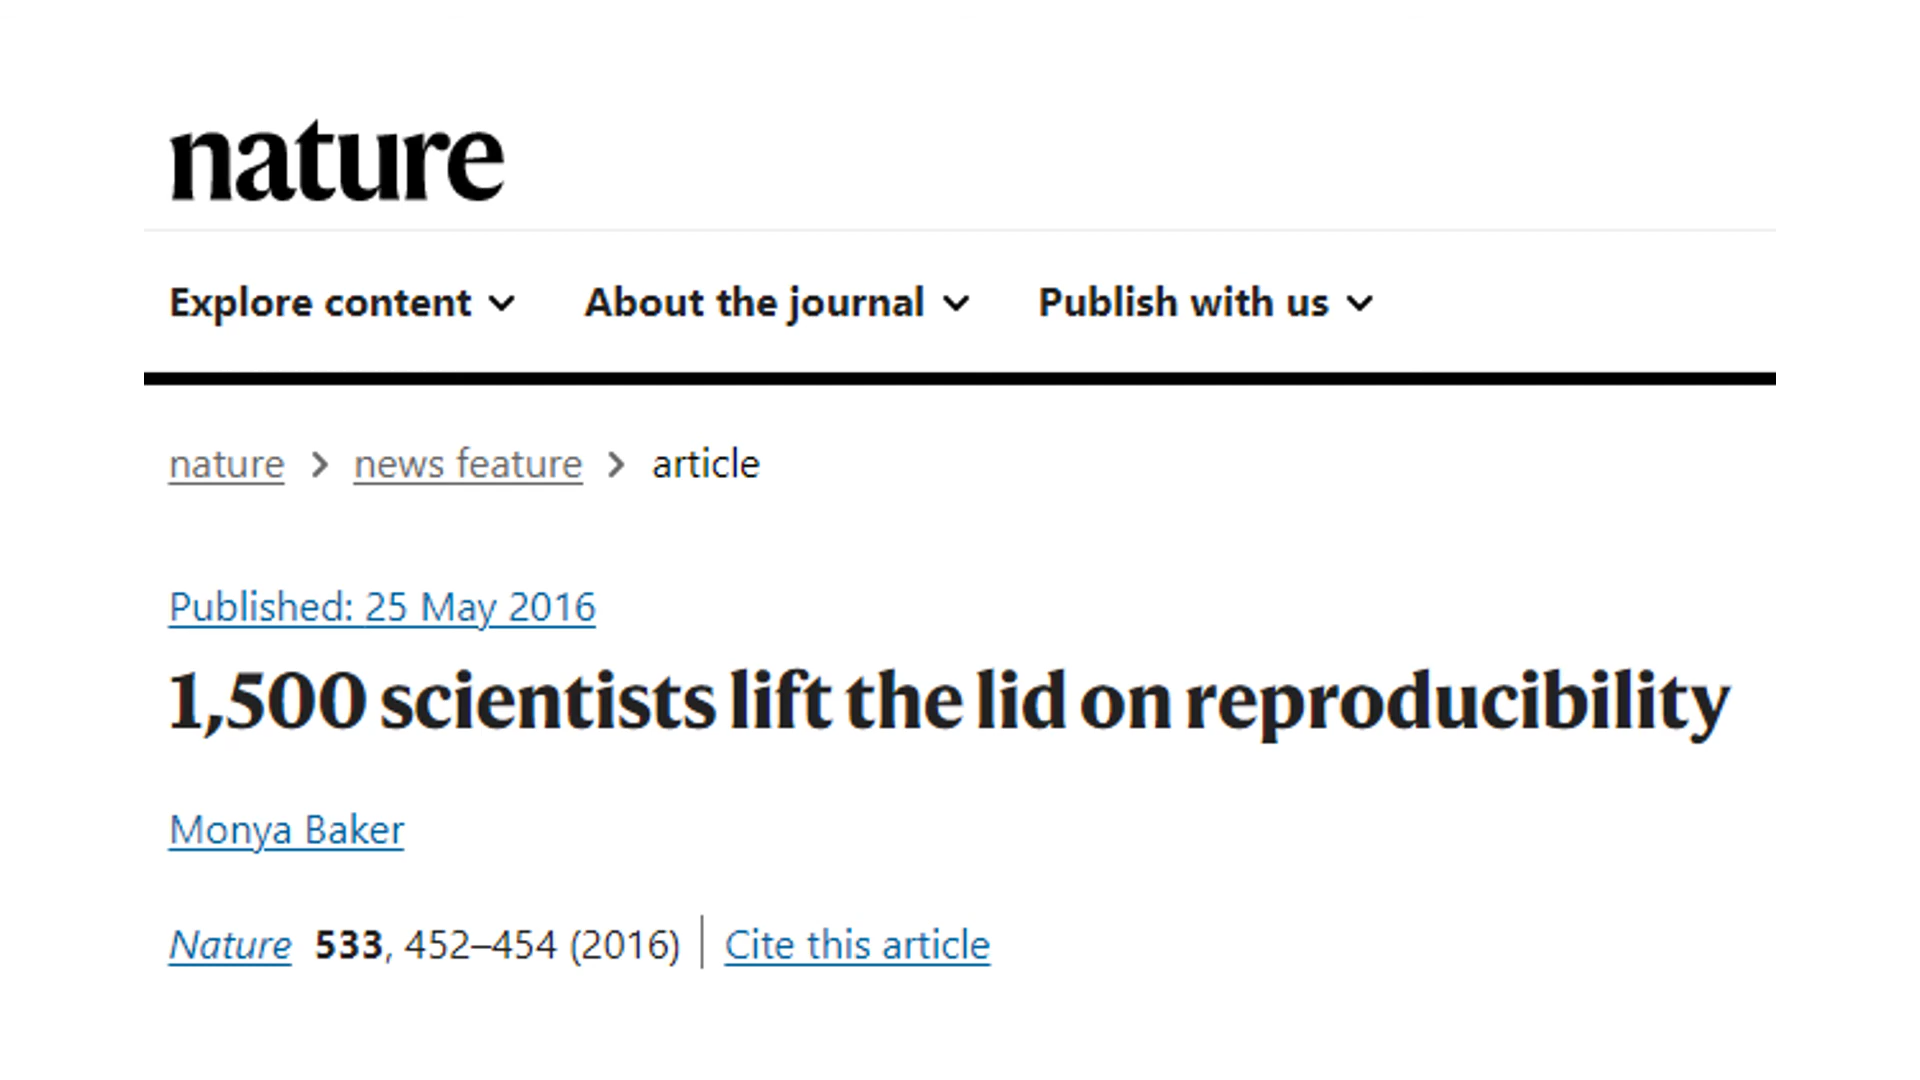 nature
Explore content About the journal Publish with us
nature > news feature > article
Published: 25 May 2016
1,500 scientists lift the lid on reproducibility
Monya Baker
Nature 533, 452–454 (2016) | Cite this article